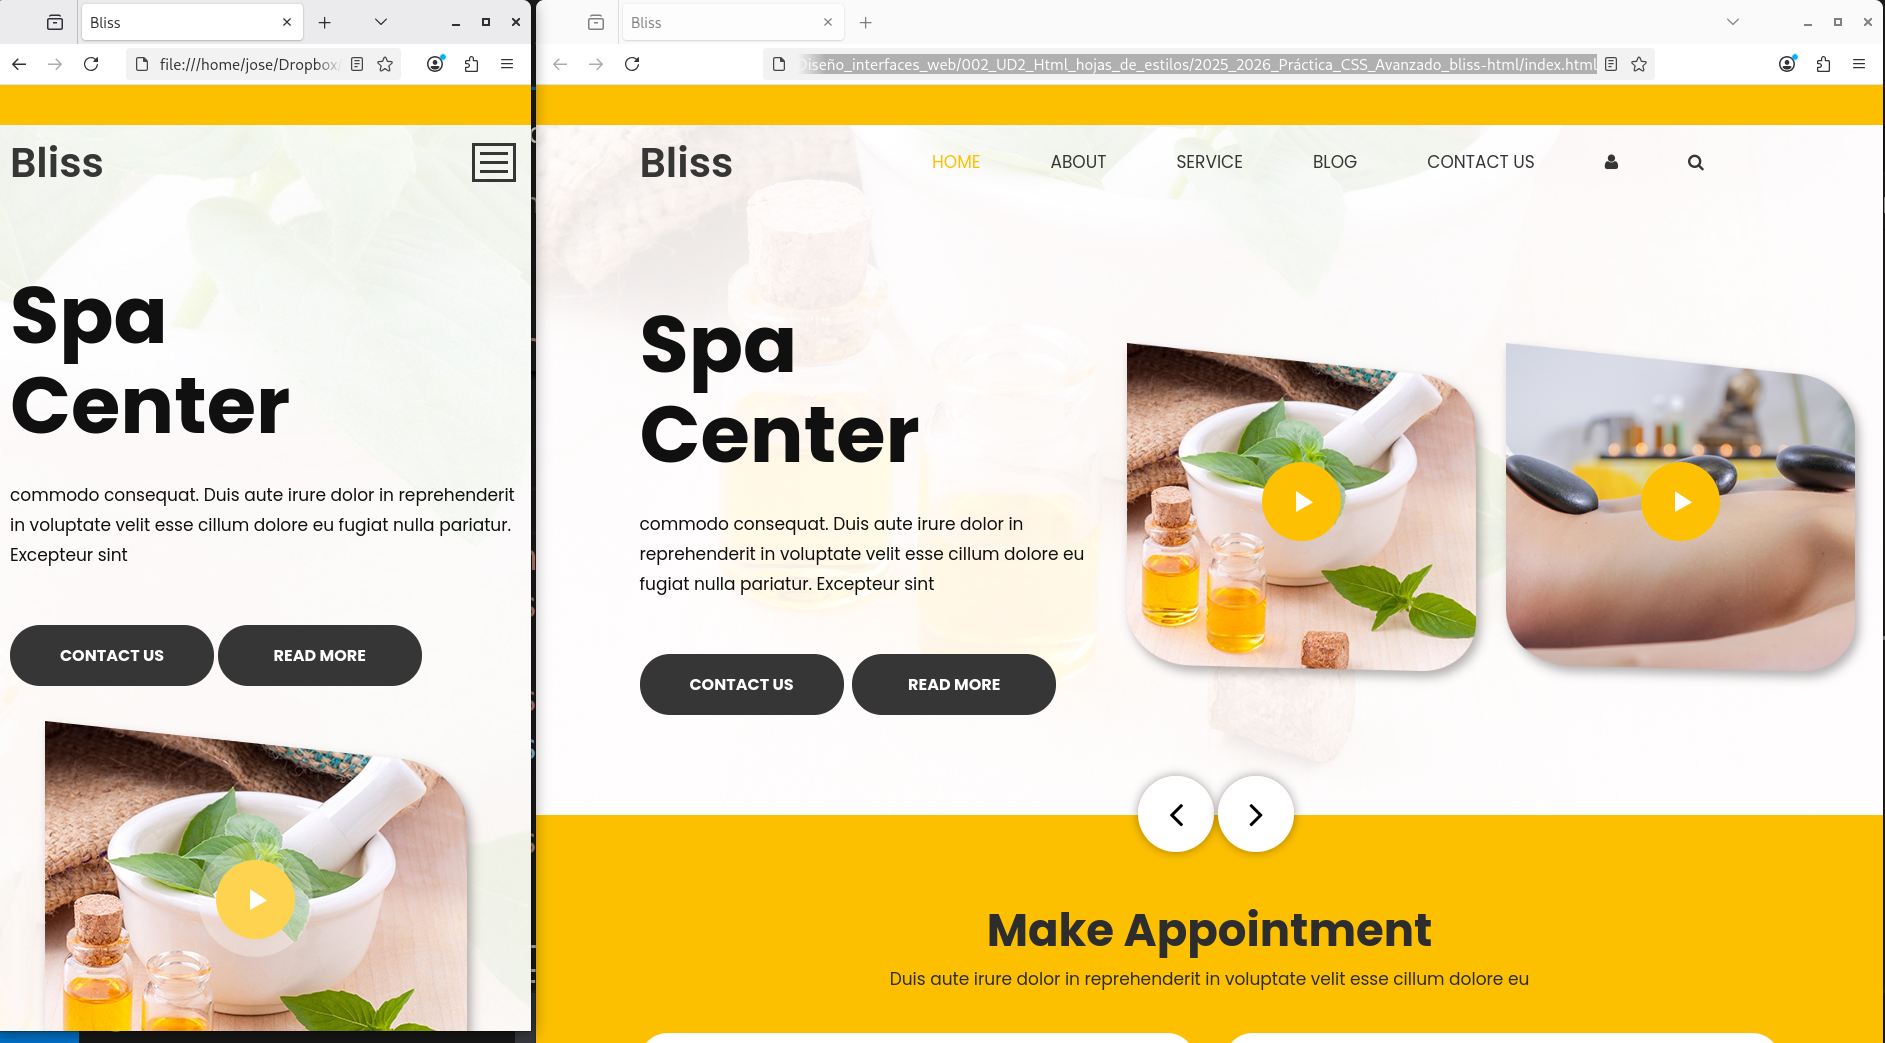 Bliss
file:///home/jose/Dropbox/
Bliss
Spa
Center
commodo consequat. Duis aute irure dolor in reprehenderit
in voluptate velit esse cillum dolore eu fugiat nulla pariatur.
Excepteur sint
CONTACT US
READ MORE
Bliss
Diseño_interfaces_web/002_UD2_Html_hojas_de_estilos/2025_2026_Práctica_CSS_Avanzado_bliss-html/index.html
Bliss
HOME
ABOUT
SERVICE
BLOG
CONTACT US
Spa
Center
commodo consequat. Duis aute irure dolor in
reprehenderit in voluptate velit esse cillum dolore eu
fugiat nulla pariatur. Excepteur sint
CONTACT US
READ MORE
Make Appointment
Duis aute irure dolor in reprehenderit in voluptate velit esse cillum dolore eu